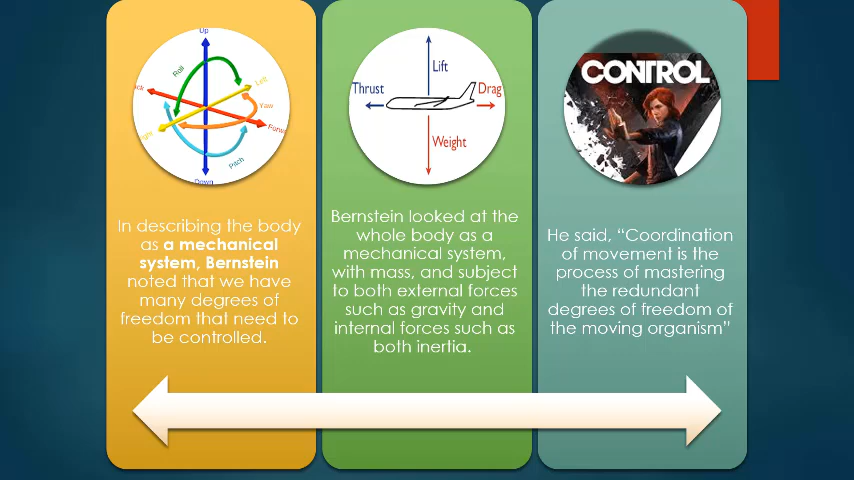 Up
Roll
Left
Yaw
Pitch
Down
Lift
Thrust
Drag
Weight
CONTROL
In describing the body
as a mechanical
system, Bernstein
noted that we have
many degrees of
freedom that need to
be controlled.
Bernstein looked at the
whole body as a
mechanical system,
with mass, and subject
to both external forces
such as gravity and
internal forces such as
both inertia.
He said, “Coordination
of movement is the
process of mastering
the redundant
degrees of freedom of
the moving organism”